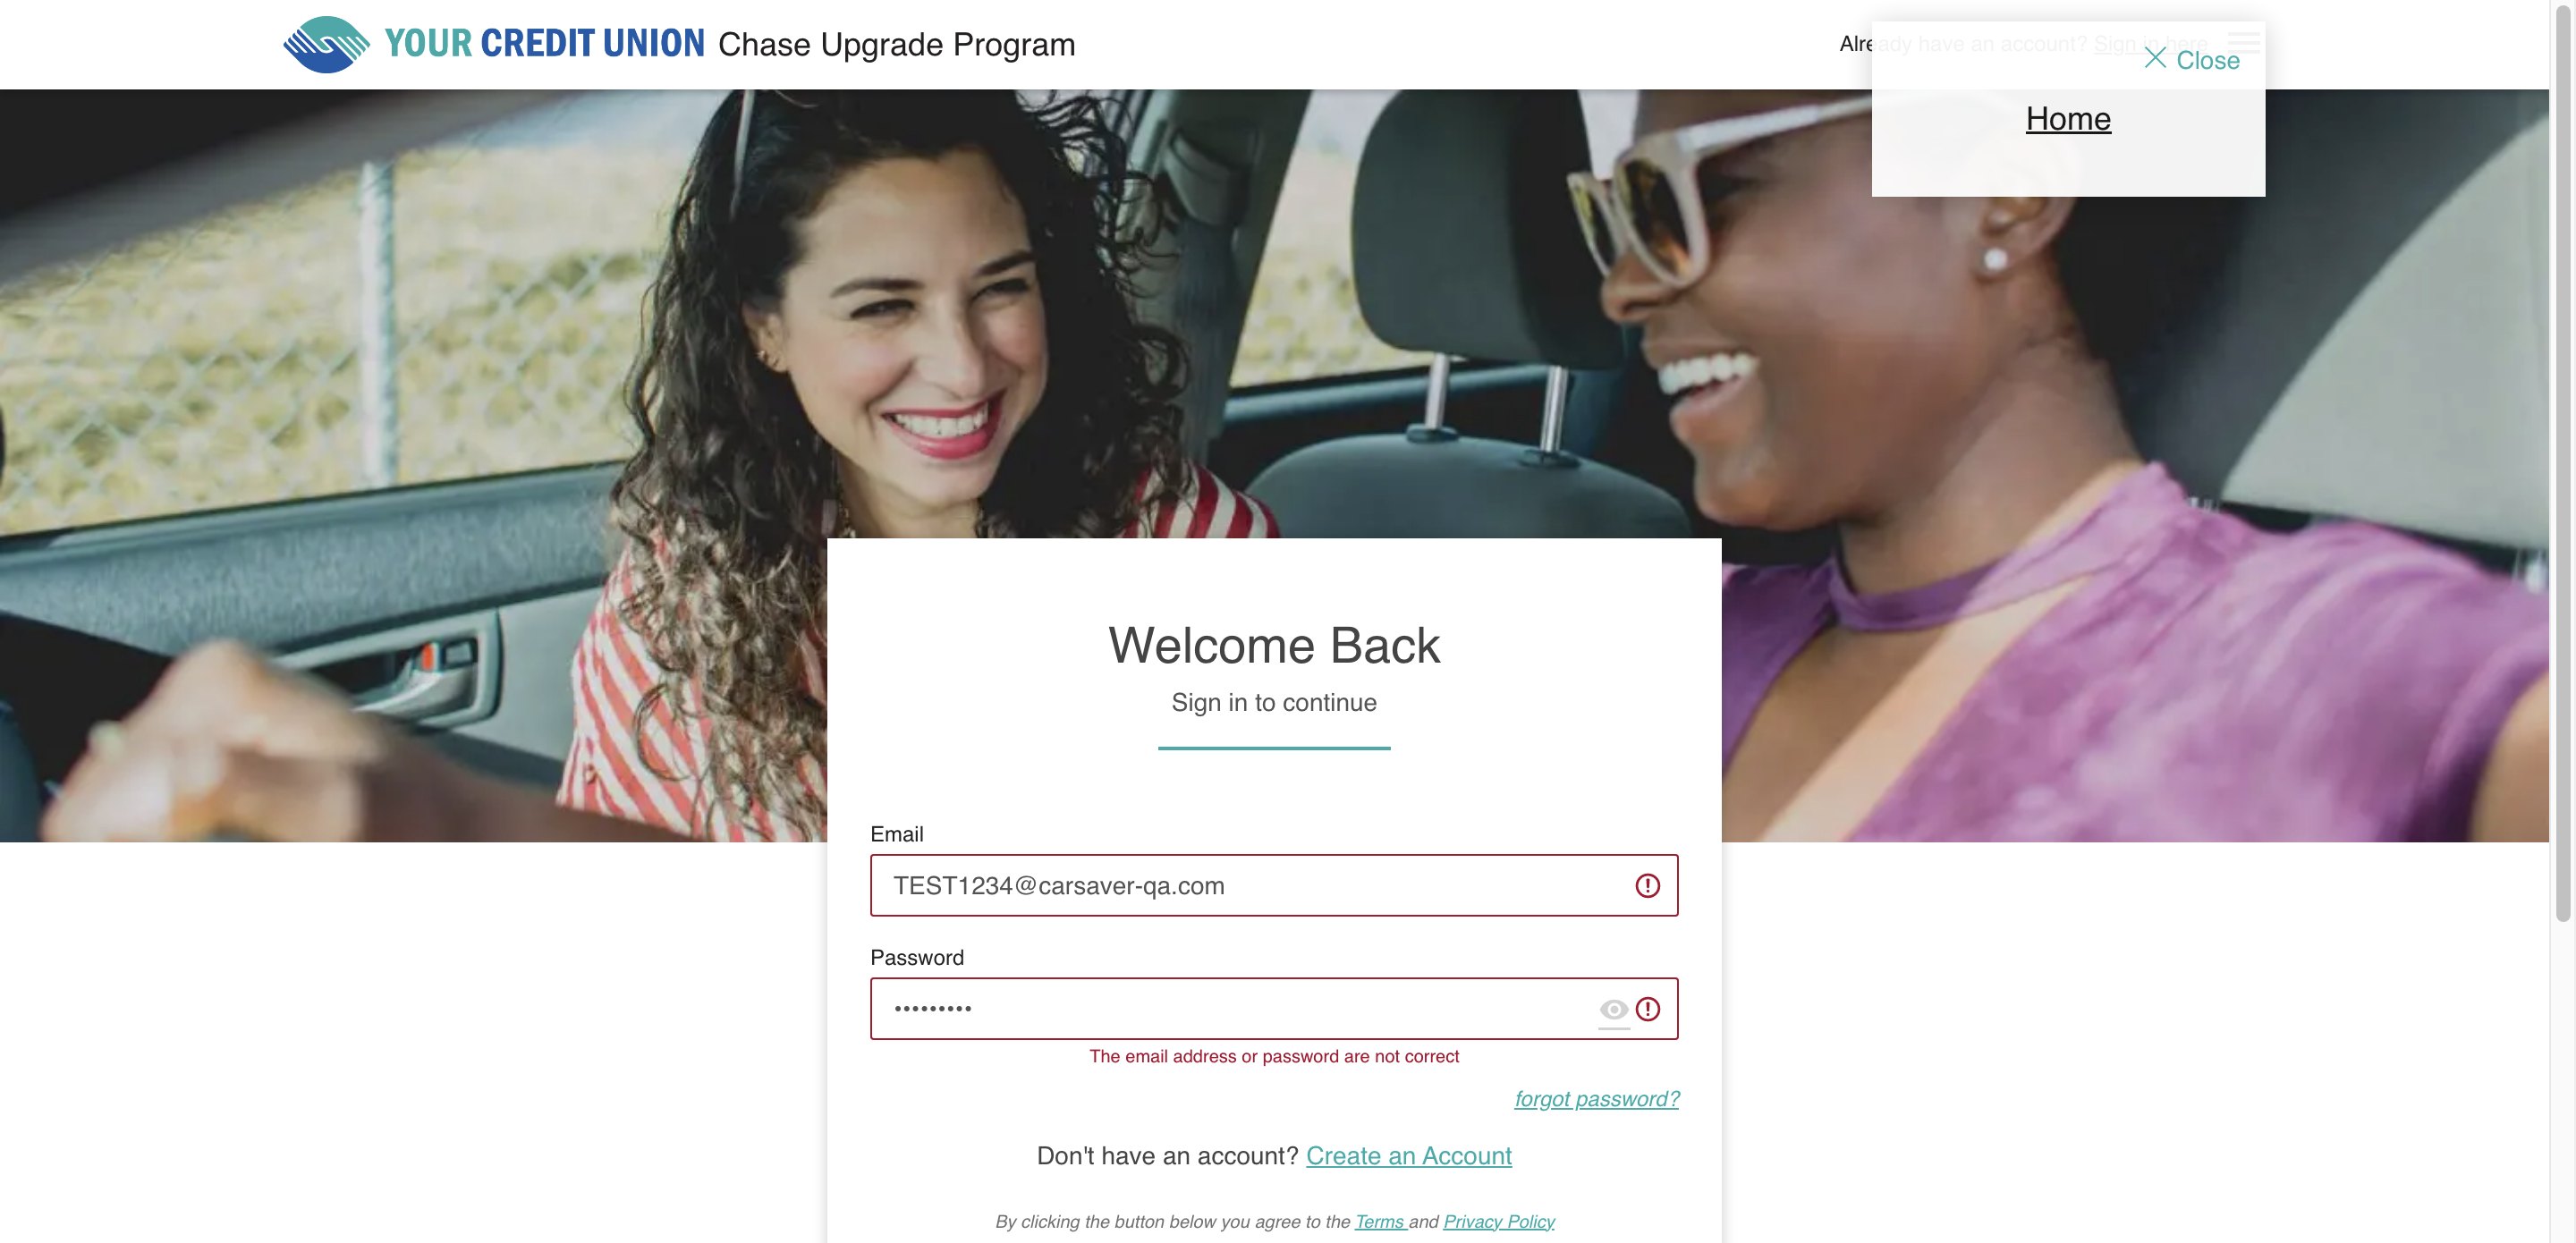 YOUR CREDIT UNION Chase Upgrade Program
Already have an account? Sign in here
Close
Home
Welcome Back
Sign in to continue
Email
TEST1234@carsaver-qa.com
Password
•••••••••
The email address or password are not correct
forgot password?
Don't have an account? Create an Account
By clicking the button below you agree to the Terms and Privacy Policy